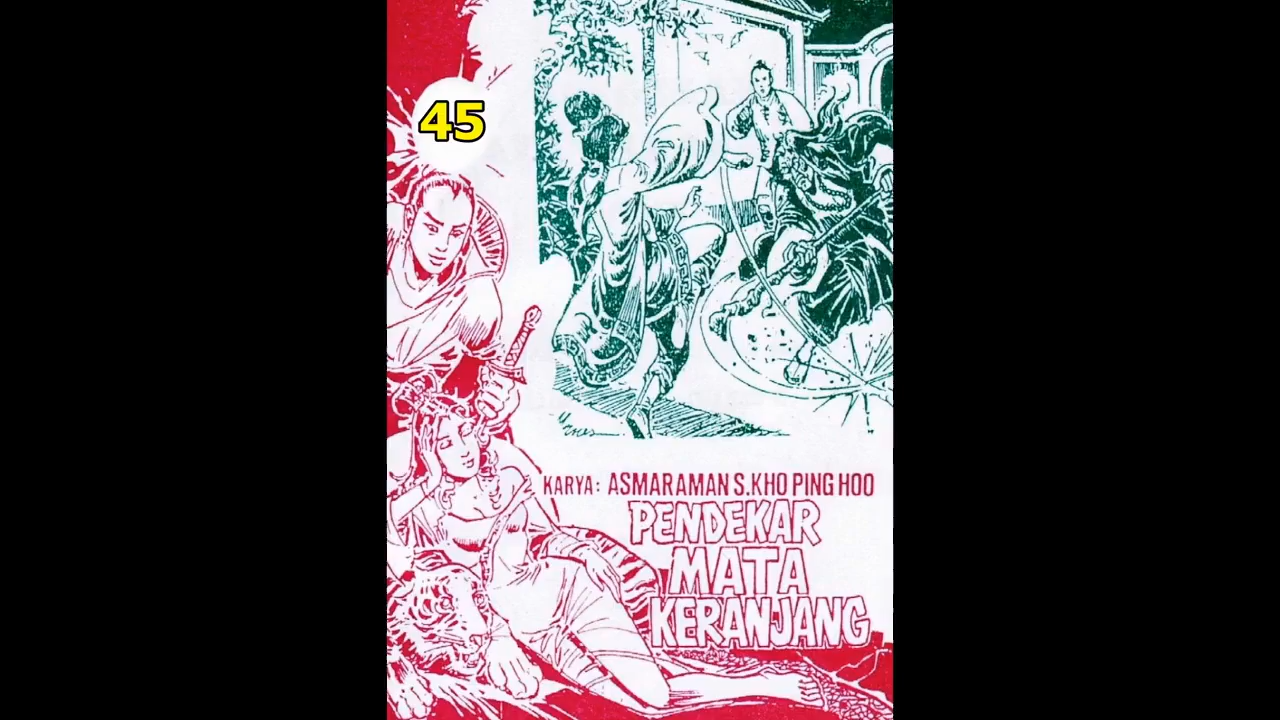 45
KARYA: ASMARAMAN S.KHO PING HOO
PENDEKAR
MATA
KERANJANG